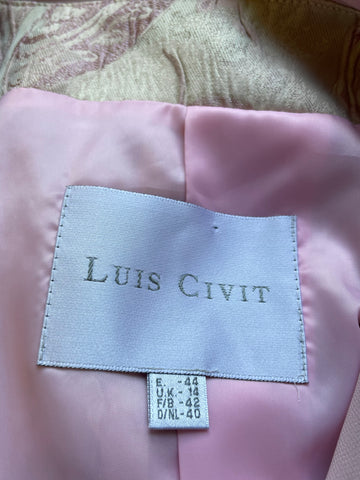 LUIS CIVIT
E. -44
U.K. -14
F/B -42
D/NL-40